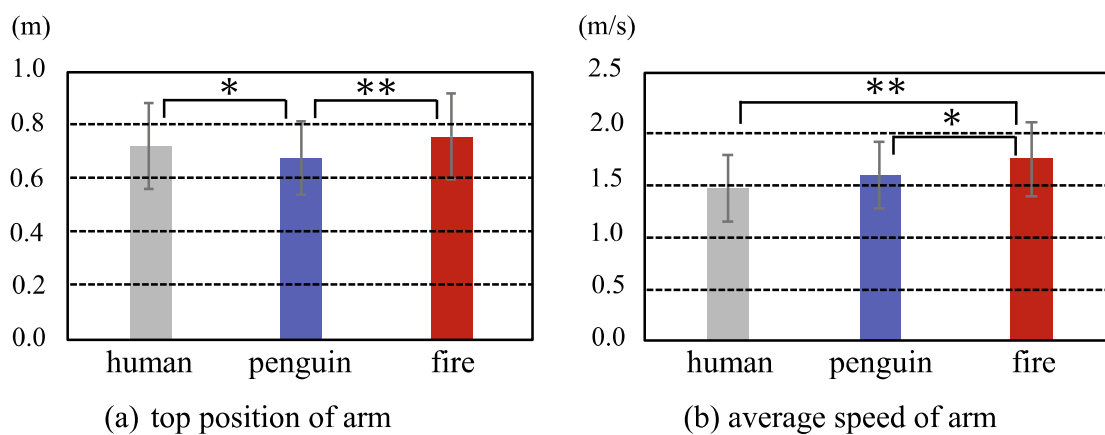 (m)
1.0
0.8
0.6
0.4
0.2
0.0
*
**
human penguin fire
(a) top position of arm
(m/s)
2.5
2.0
1.5
1.0
0.5
0.0
**
*
human penguin fire
(b) average speed of arm